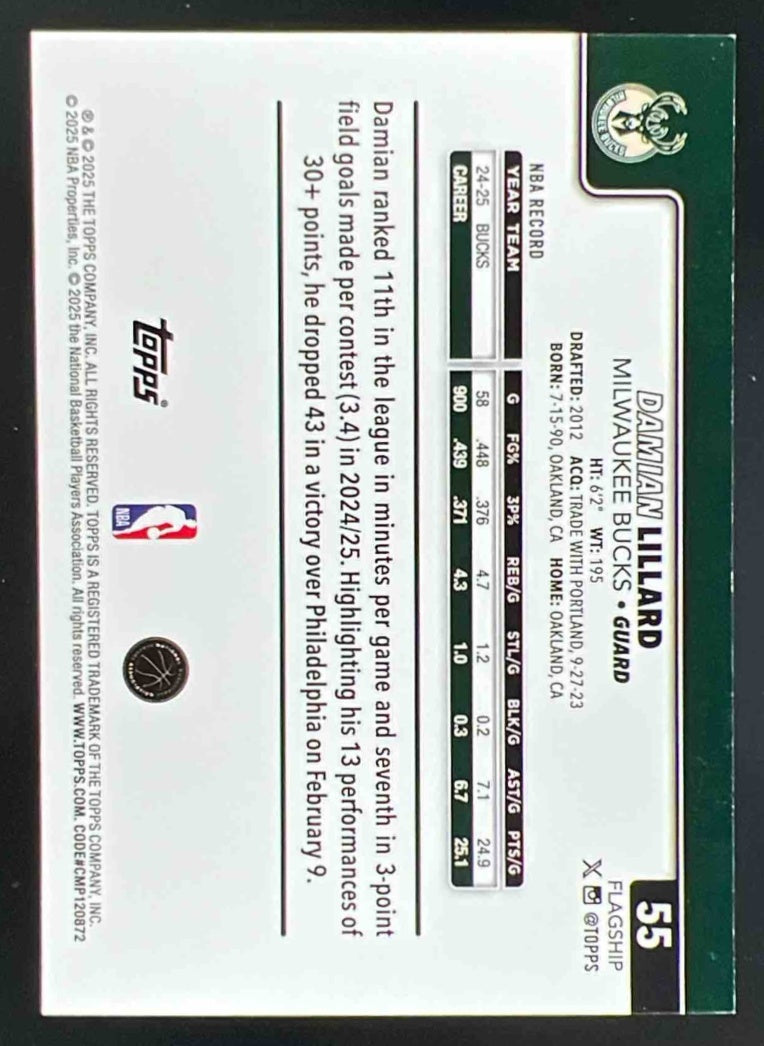 55
DAMIAN LILLARD
MILWAUKEE BUCKS • GUARD
FLAGSHIP
HT: 6'2" WT: 195
@TOPPS
DRAFTED: 2012 ACQ: TRADE WITH PORTLAND, 9-27-23
BORN: 7-15-90, OAKLAND, CA HOME: OAKLAND, CA
NBA RECORD
YEAR TEAM G FG% 3P% REB/G STL/G BLK/G AST/G PTS/G
24-25 BUCKS 58 .448 .376 4.7 1.2 0.2 7.1 24.9
CAREER 900 .439 .371 4.3 1.0 0.3 6.7 25.1
Damian ranked 11th in the league in minutes per game and seventh in 3-point
field goals made per contest (3.4) in 2024/25. Highlighting his 13 performances of
30+ points, he dropped 43 in a victory over Philadelphia on February 9.
topps®
NBA
® & © 2025 THE TOPPS COMPANY, INC. ALL RIGHTS RESERVED. TOPPS IS A REGISTERED TRADEMARK OF THE TOPPS COMPANY, INC.
© 2025 NBA Properties, Inc. © 2025 the National Basketball Players Association. All rights reserved. WWW.TOPPS.COM. CODE#CMP120872